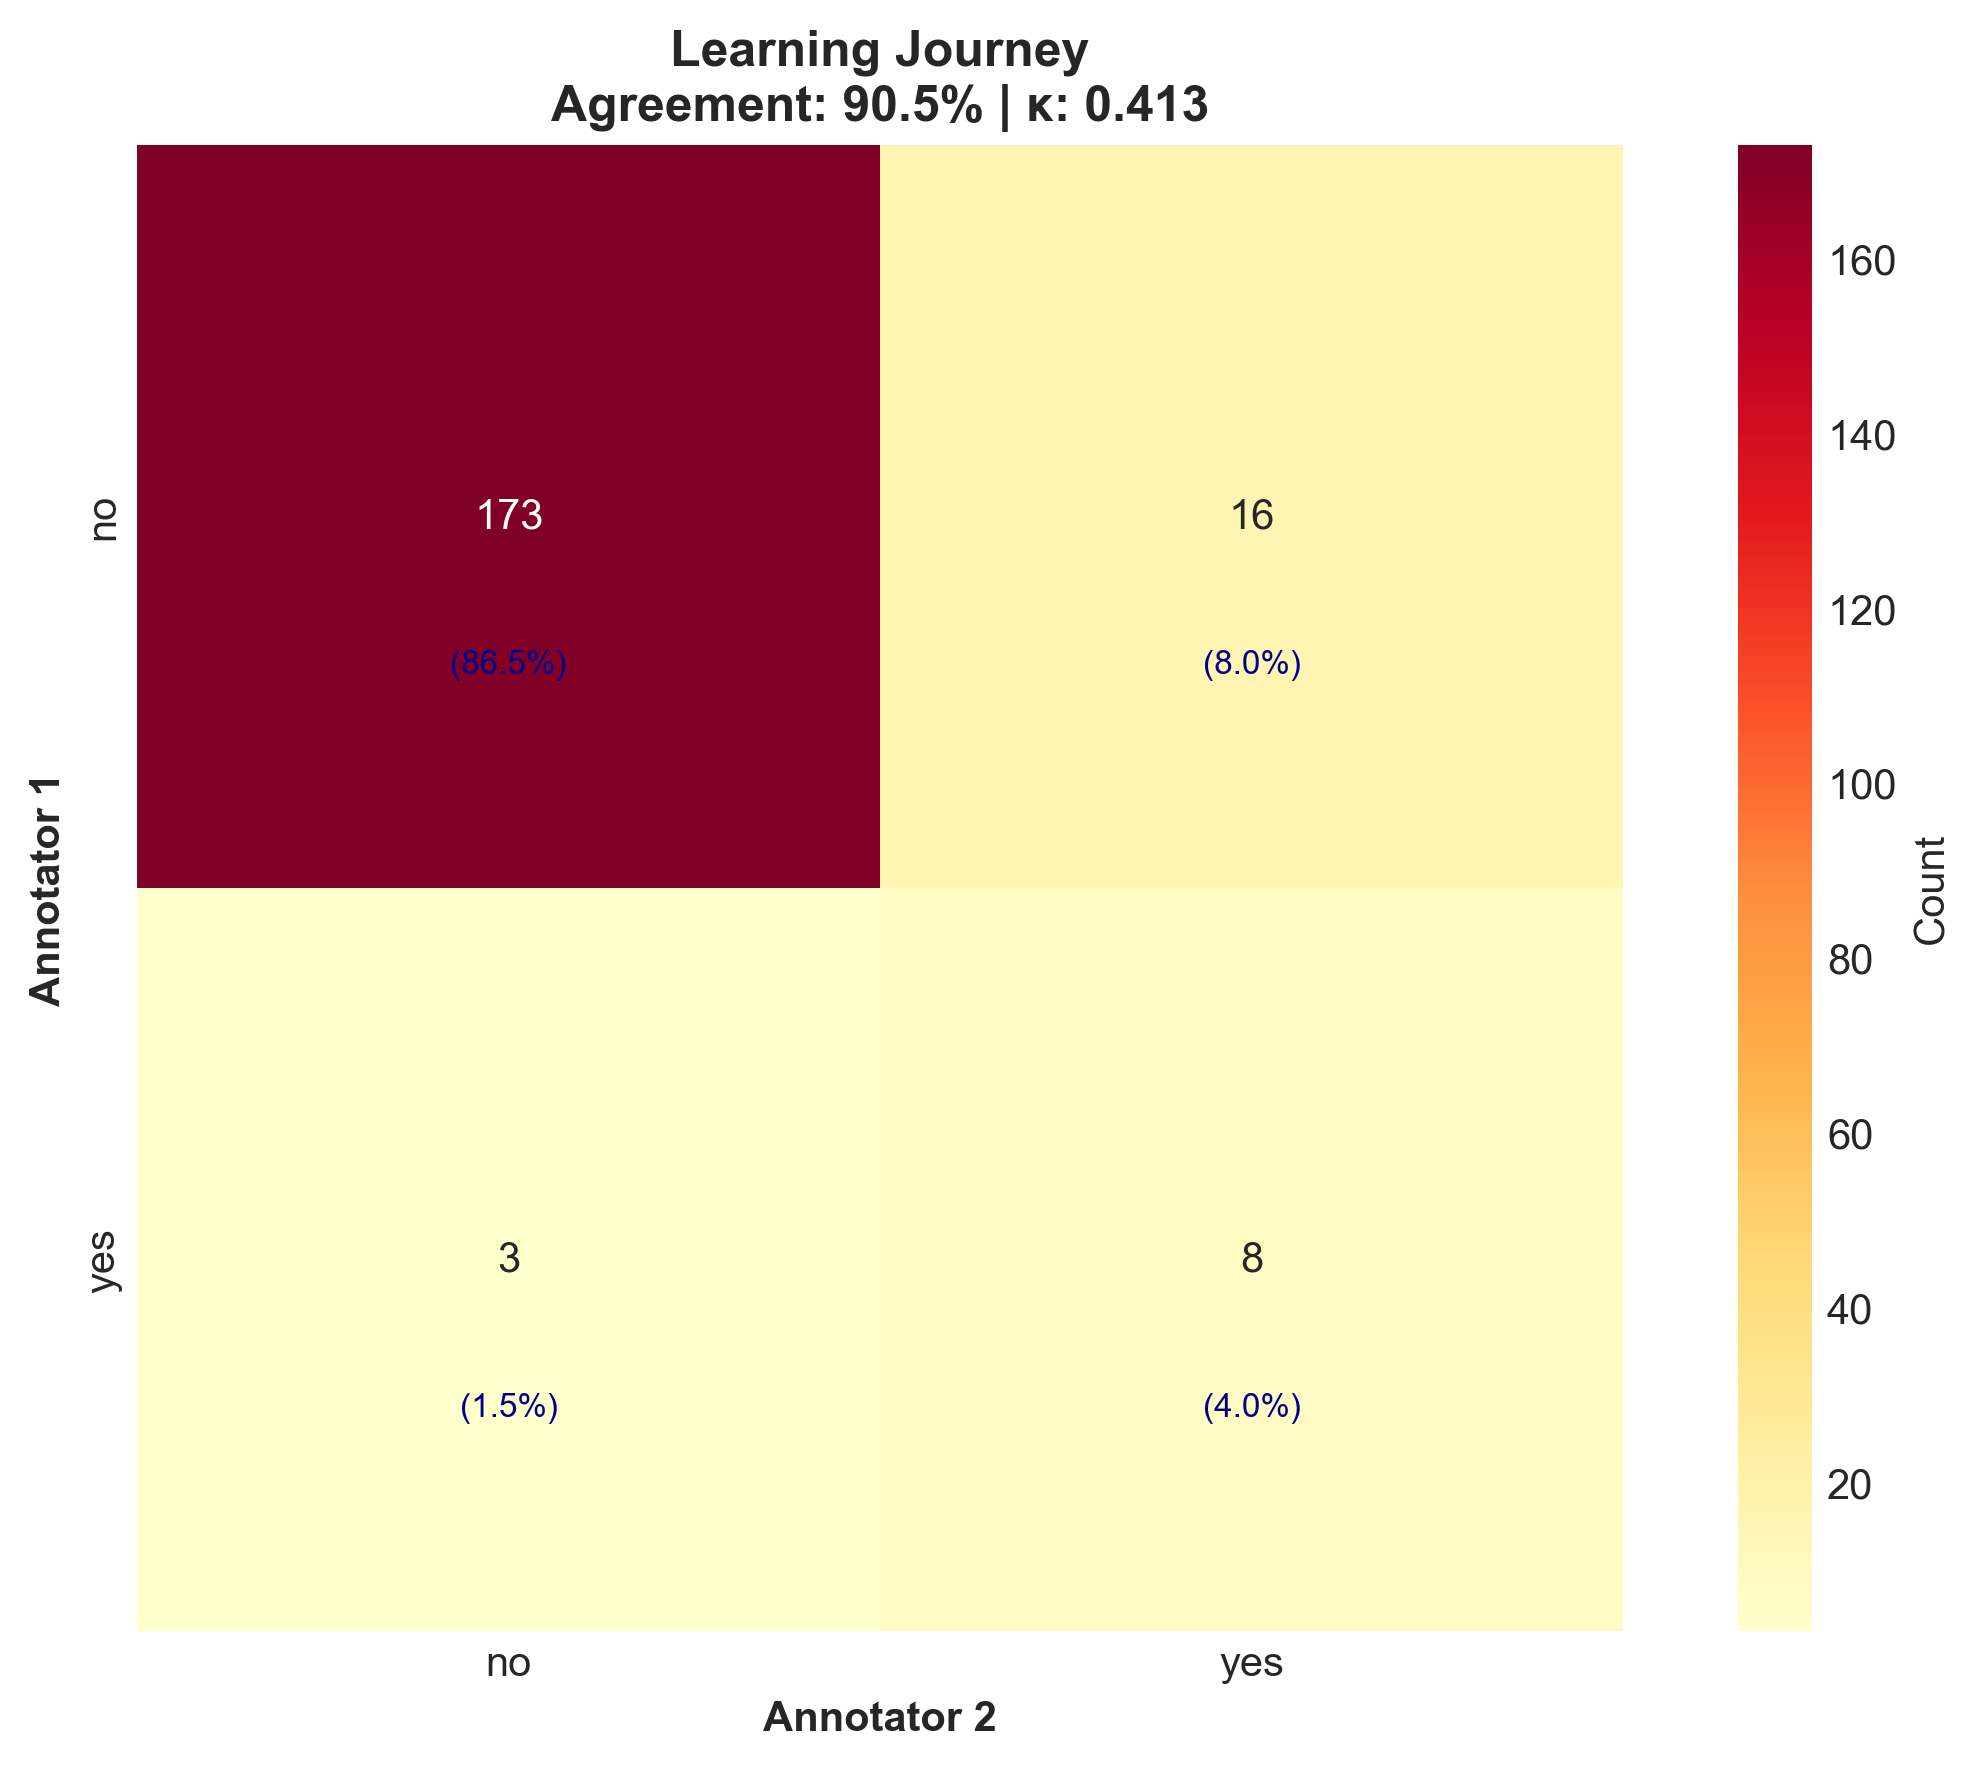 Learning Journey
Agreement: 90.5% | κ: 0.413
Annotator 1
no
yes
173
(86.5%)
16
(8.0%)
3
(1.5%)
8
(4.0%)
no
yes
Annotator 2
160
140
120
100
80
60
40
20
Count